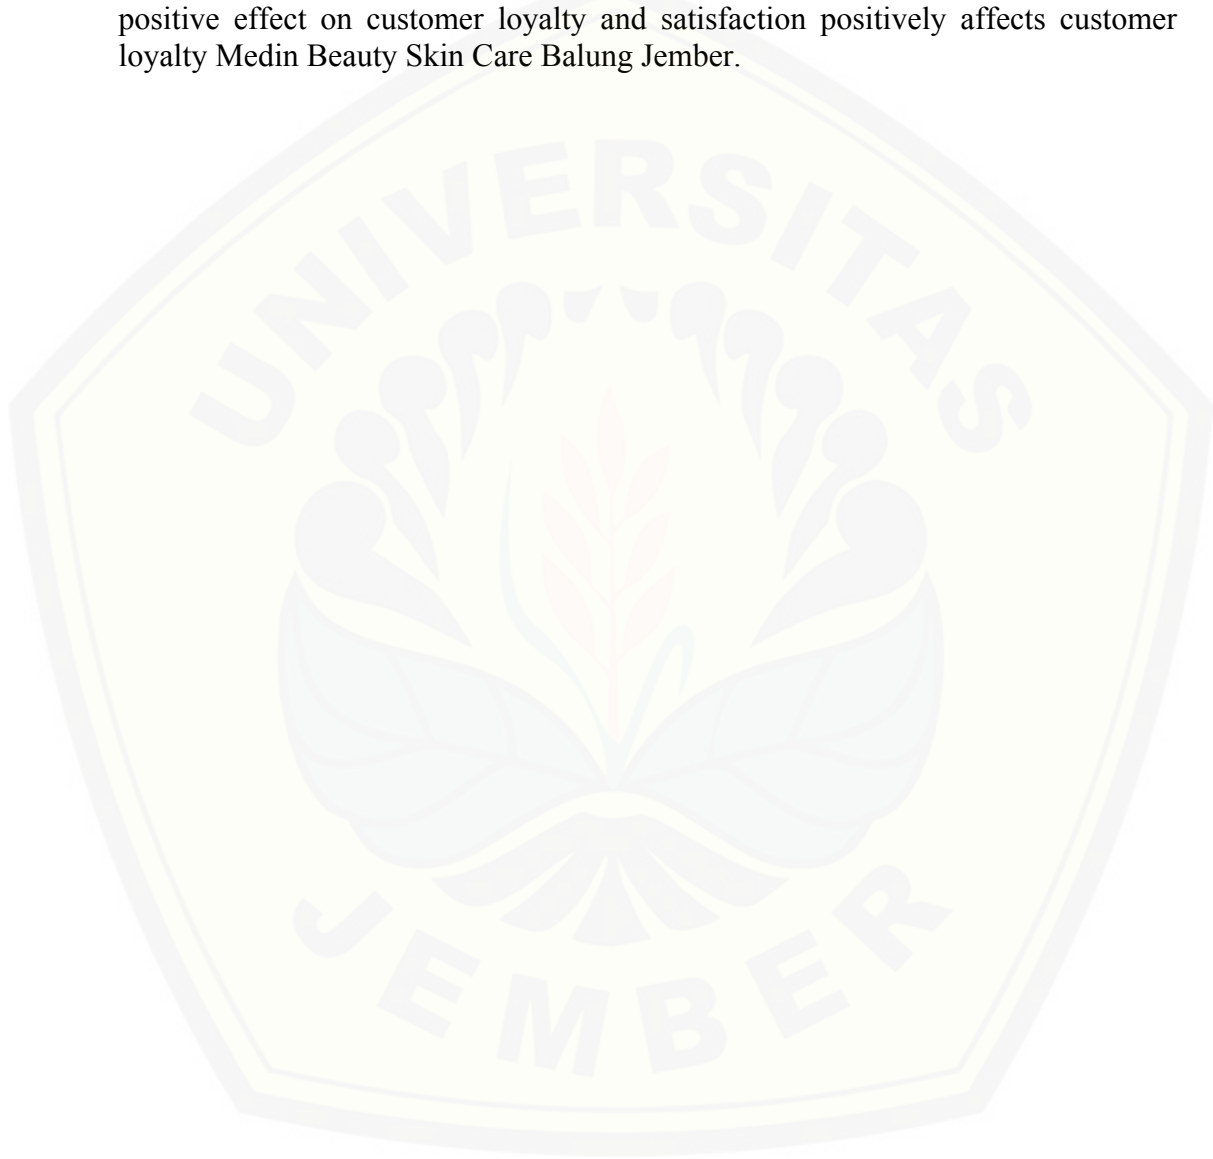 positive effect on customer loyalty and satisfaction positively affects customer
loyalty Medin Beauty Skin Care Balung Jember.
UNIVERSITAS
JEMBER